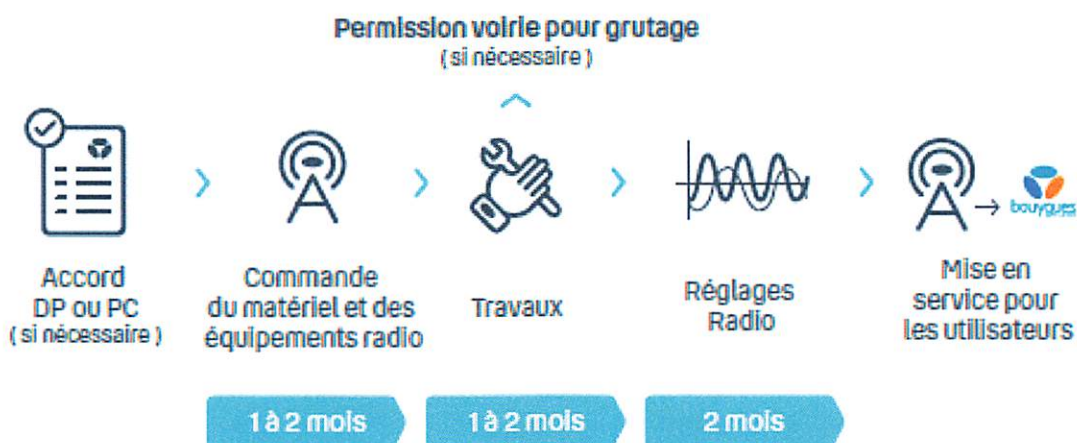 Permission voirie pour grutage
( si nécessaire )
Accord
DP ou PC
( si nécessaire )
Commande
du matériel et des
équipements radio
Travaux
Réglages
Radio
bouygues
Mise en
service pour
les utilisateurs
1 à 2 mois
1 à 2 mois
2 mois